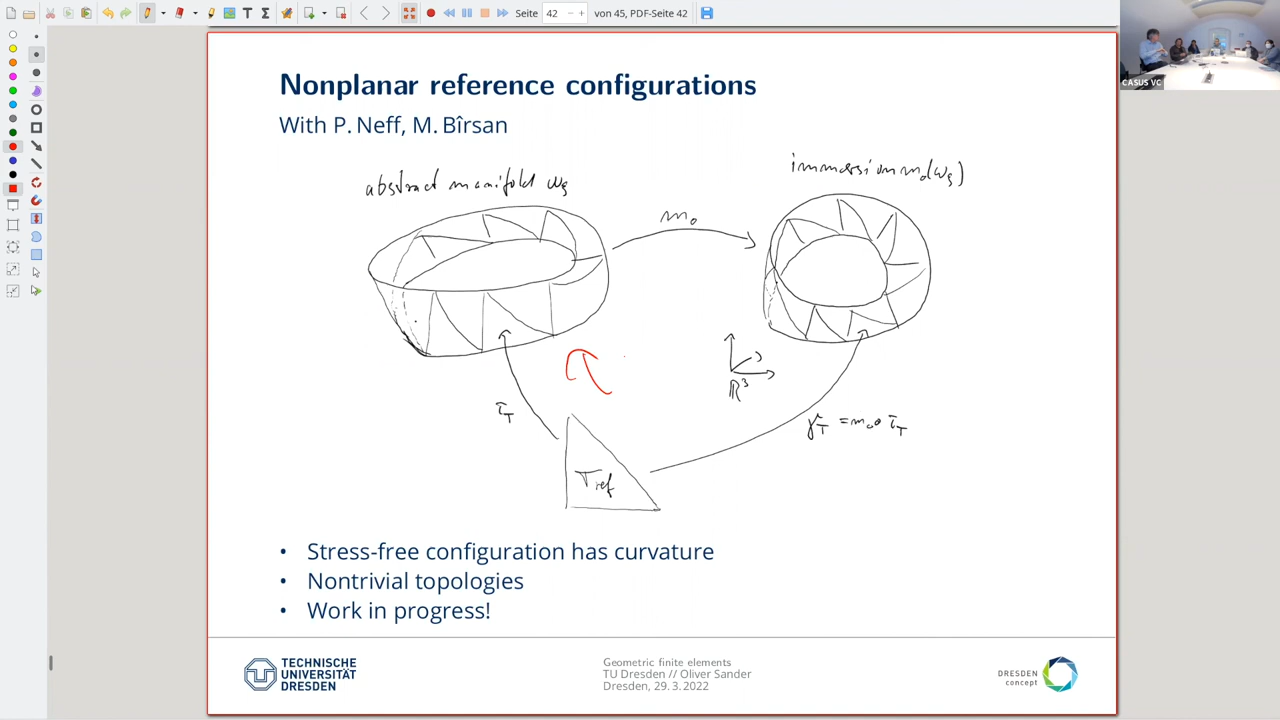 Seite 42 von 45, PDF-Seite 42
CASUS VC
Nonplanar reference configurations
With P. Neff, M. Bîrsan
abstract manifold ω_ξ
immersion m₀(ω_ξ)
m₀
ℝ³
τ_T
γ_T = m₀ ∘ τ_T
T_ref
• Stress-free configuration has curvature
• Nontrivial topologies
• Work in progress!
TECHNISCHE
UNIVERSITÄT
DRESDEN
Geometric finite elements
TU Dresden // Oliver Sander
Dresden, 29. 3. 2022
DRESDEN
concept